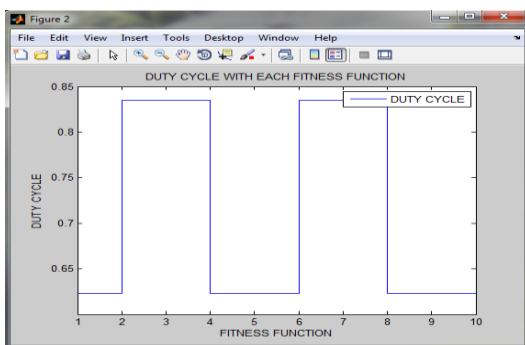 Figure 2
File Edit View Insert Tools Desktop Window Help
DUTY CYCLE WITH EACH FITNESS FUNCTION
DUTY CYCLE
0.85
0.8
0.75
0.7
0.65
DUTY CYCLE
1 2 3 4 5 6 7 8 9 10
FITNESS FUNCTION